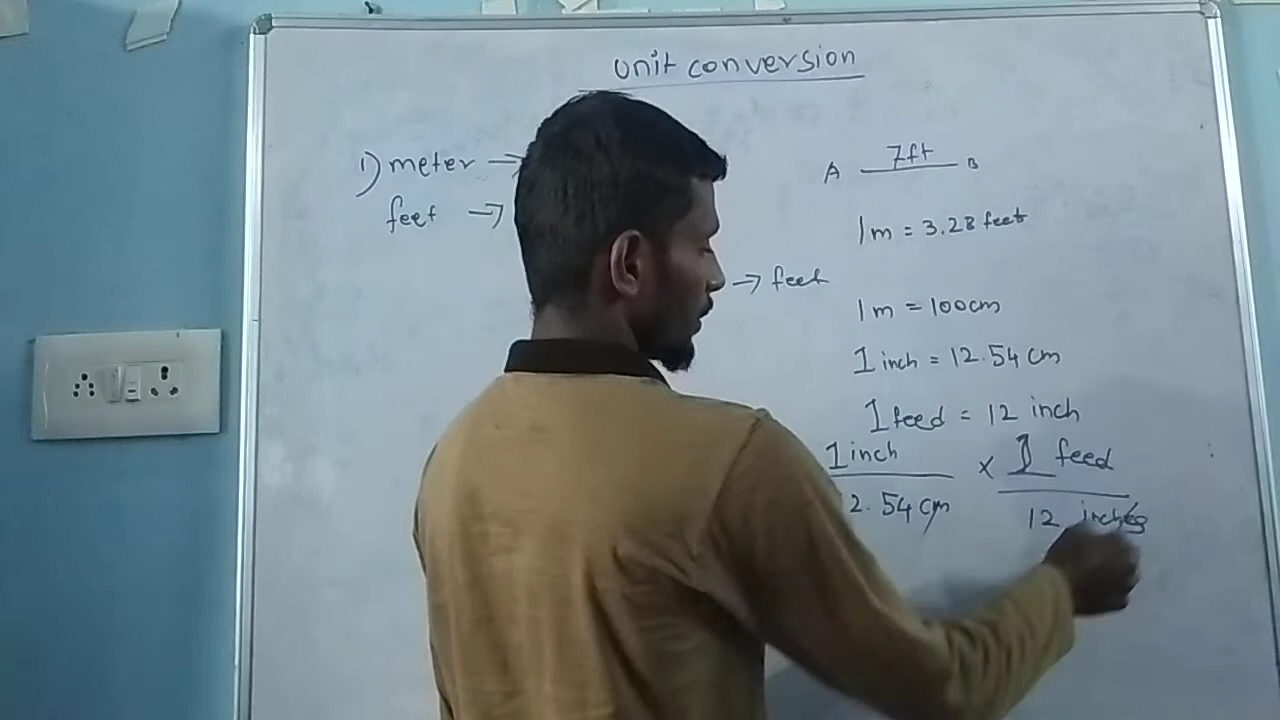 unit conversion
1) meter →
feet →
A 7ft B
1m = 3.28 feet
→ feet
1m = 100cm
1 inch = 12.54 cm
1 feed = 12 inch
1 inch × 1 feed
2.54 cm 12 inches